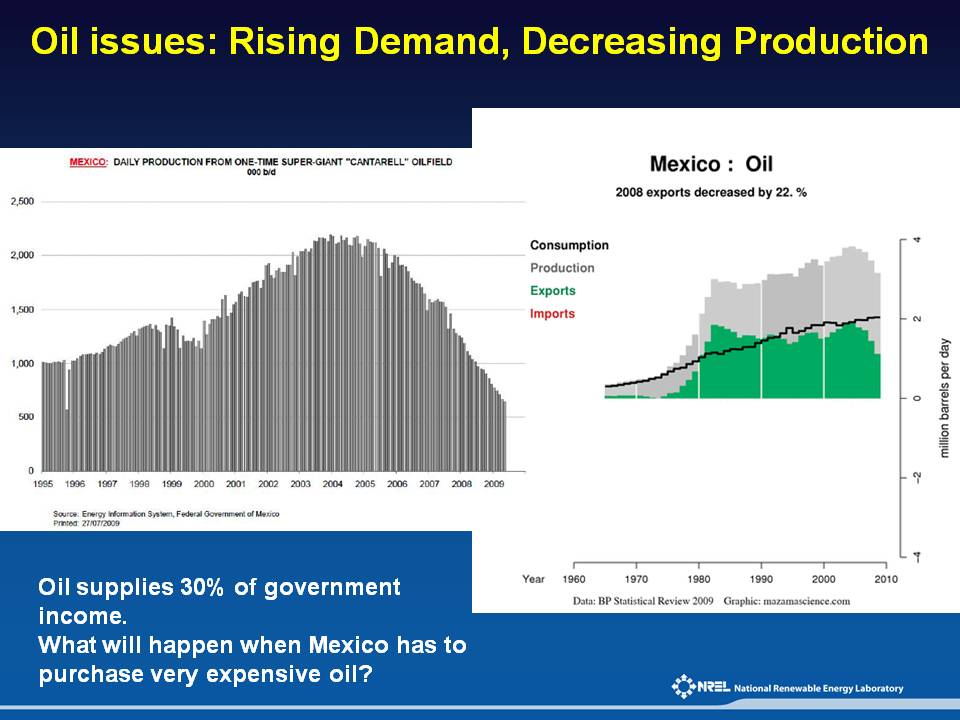 Oil issues: Rising Demand, Decreasing Production
MEXICO: DAILY PRODUCTION FROM ONE-TIME SUPER-GIANT "CANTARELL" OILFIELD
000 b/d
2,500
2,000
1,500
1,000
500
0
1995 1996 1997 1998 1999 2000 2001 2002 2003 2004 2005 2006 2007 2008 2009
Source: Energy Information System, Federal Government of Mexico
Printed: 27/07/2009
Mexico : Oil
2008 exports decreased by 22. %
Consumption
Production
Exports
Imports
4
2
0
-2
-4
million barrels per day
Year 1960 1970 1980 1990 2000 2010
Data: BP Statistical Review 2009 Graphic: mazamascience.com
Oil supplies 30% of government
income.
What will happen when Mexico has to
purchase very expensive oil?
NREL National Renewable Energy Laboratory